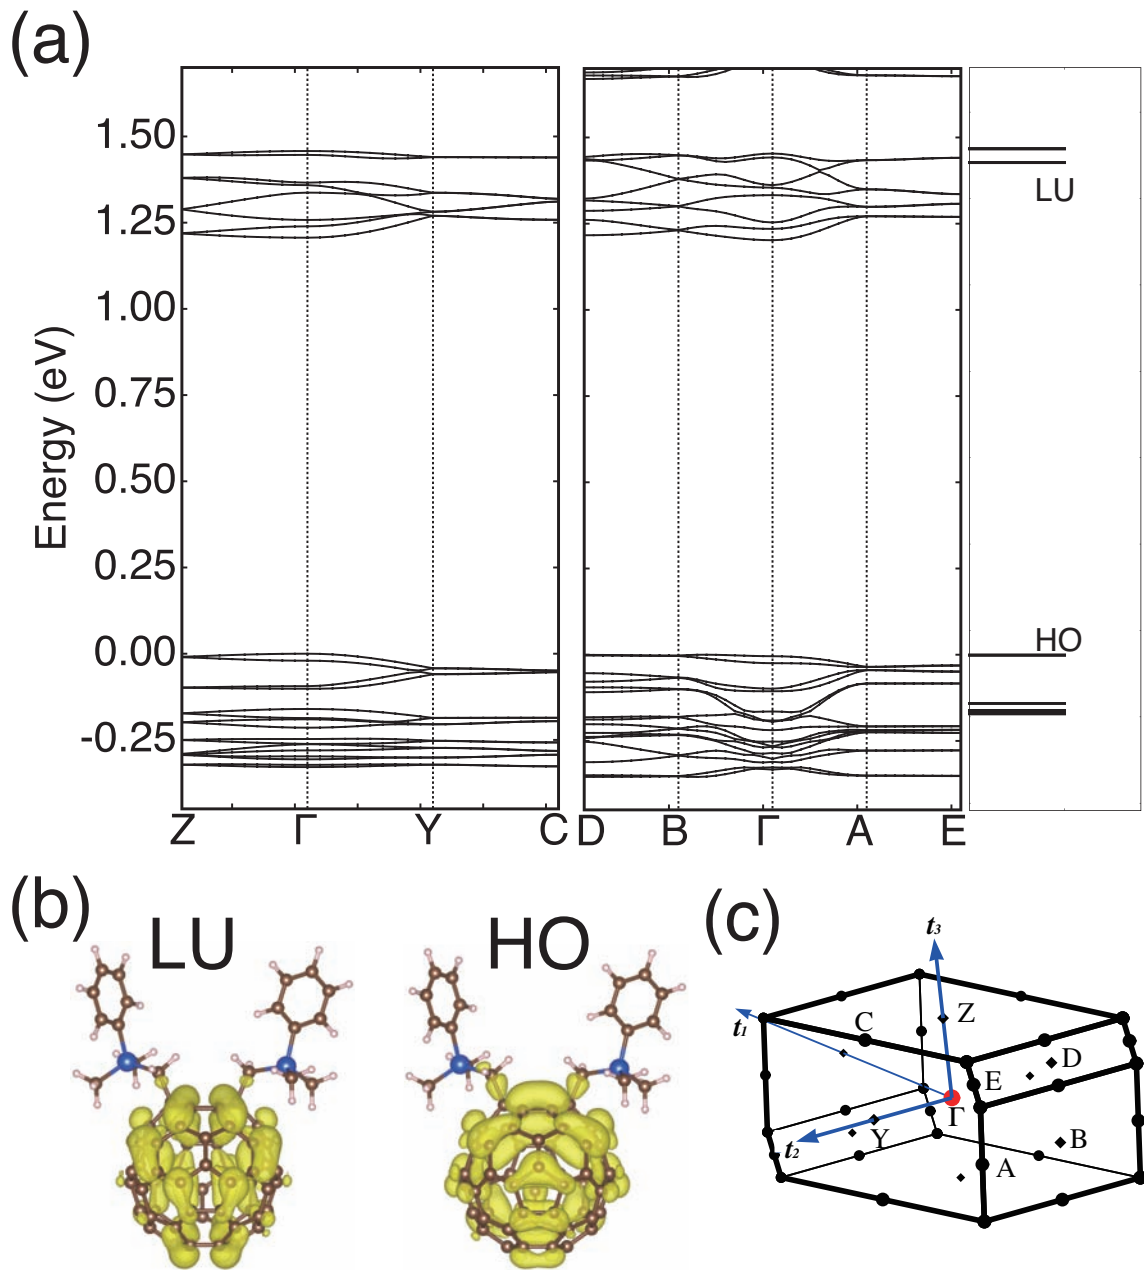 (a)
Energy (eV)
1.50
1.25
1.00
0.75
0.50
0.25
0.00
-0.25
Z Γ Y C D B Γ A E
LU
HO
(b)
LU HO
(c)
t3
t1
Z
C
D
E
Γ
t2
Y
B
A